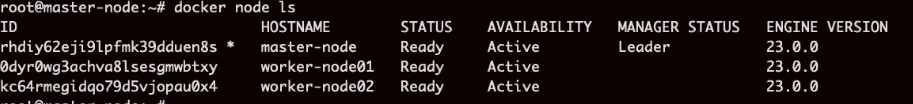 root@master-node:~# docker node ls
ID HOSTNAME STATUS AVAILABILITY MANAGER STATUS ENGINE VERSION
rhdiy62eji9lpfmk39dduen8s * master-node Ready Active Leader 23.0.0
0dyr0wg3achva8lsesgmwbtxy worker-node01 Ready Active 23.0.0
kc64rmegidqo79d5vjopau0x4 worker-node02 Ready Active 23.0.0
root@master-node:~#